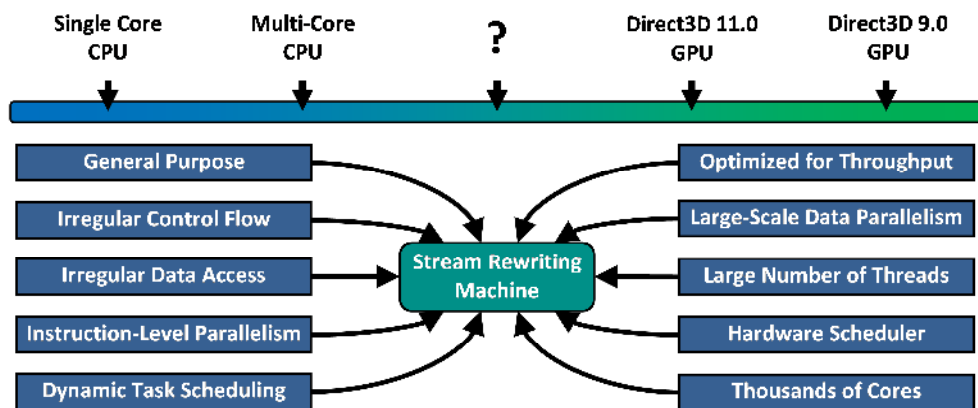 Single Core
CPU
Multi-Core
CPU
?
Direct3D 11.0
GPU
Direct3D 9.0
GPU
General Purpose
Irregular Control Flow
Irregular Data Access
Instruction-Level Parallelism
Dynamic Task Scheduling
Stream Rewriting
Machine
Optimized for Throughput
Large-Scale Data Parallelism
Large Number of Threads
Hardware Scheduler
Thousands of Cores